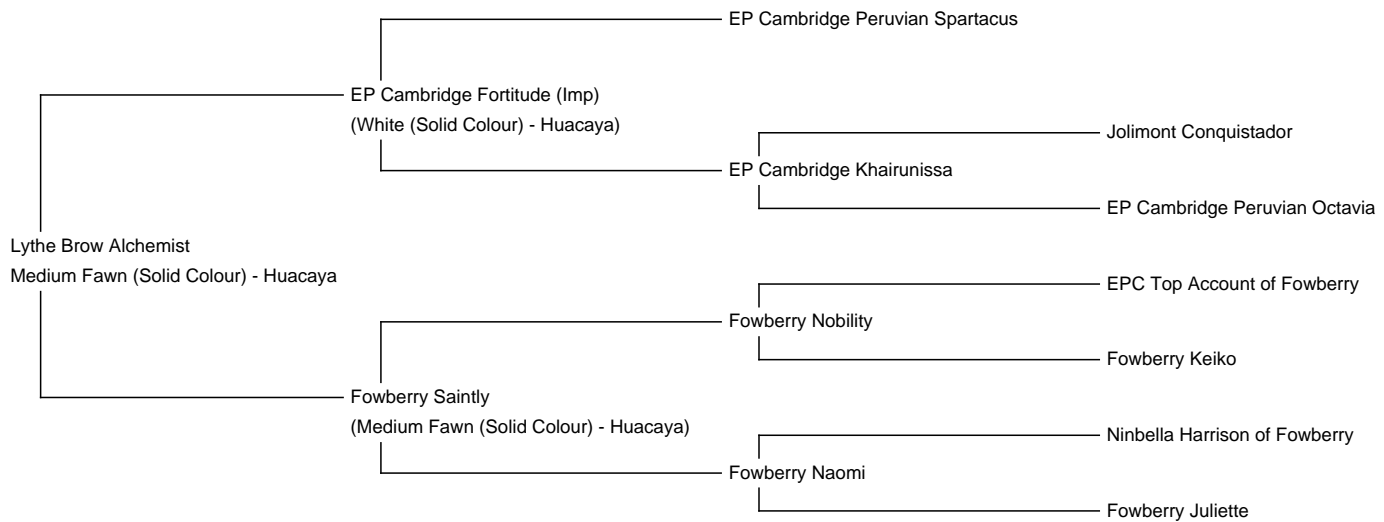 EP Cambridge Peruvian Spartacus
EP Cambridge Fortitude (Imp)
(White (Solid Colour) - Huacaya)
Jolimont Conquistador
EP Cambridge Khairunissa
EP Cambridge Peruvian Octavia
Lythe Brow Alchemist
Medium Fawn (Solid Colour) - Huacaya
EPC Top Account of Fowberry
Fowberry Nobility
Fowberry Keiko
Fowberry Saintly
(Medium Fawn (Solid Colour) - Huacaya)
Ninbella Harrison of Fowberry
Fowberry Naomi
Fowberry Juliette